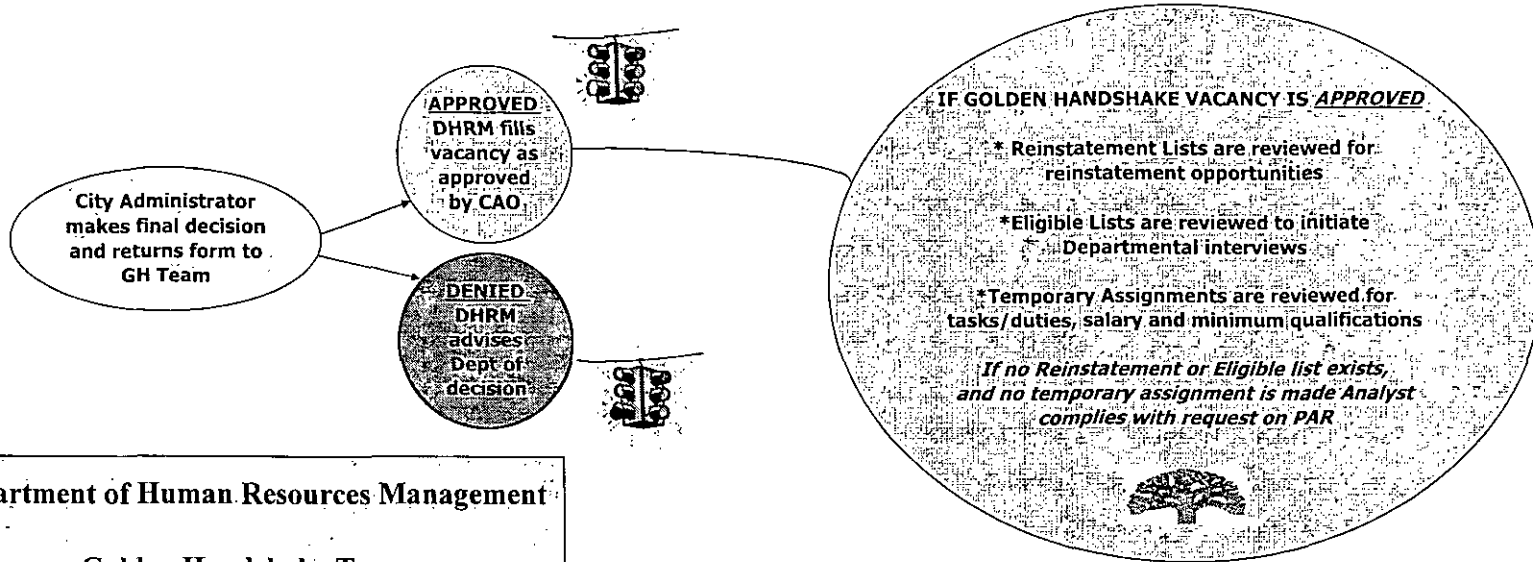 City Administrator
makes final decision
and returns form to
GH Team
APPROVED
DHRM fills
vacancy as
approved
by CAO
DENIED
DHRM
advises
Dept of
decision
IF GOLDEN HANDSHAKE VACANCY IS APPROVED
* Reinstatement Lists are reviewed for
reinstatement opportunities
*Eligible Lists are reviewed to initiate
Departmental interviews
*Temporary Assignments are reviewed for
tasks/duties, salary and minimum qualifications
If no Reinstatement or Eligible list exists,
and no temporary assignment is made Analyst
complies with request on PAR
artment of Human Resources Management